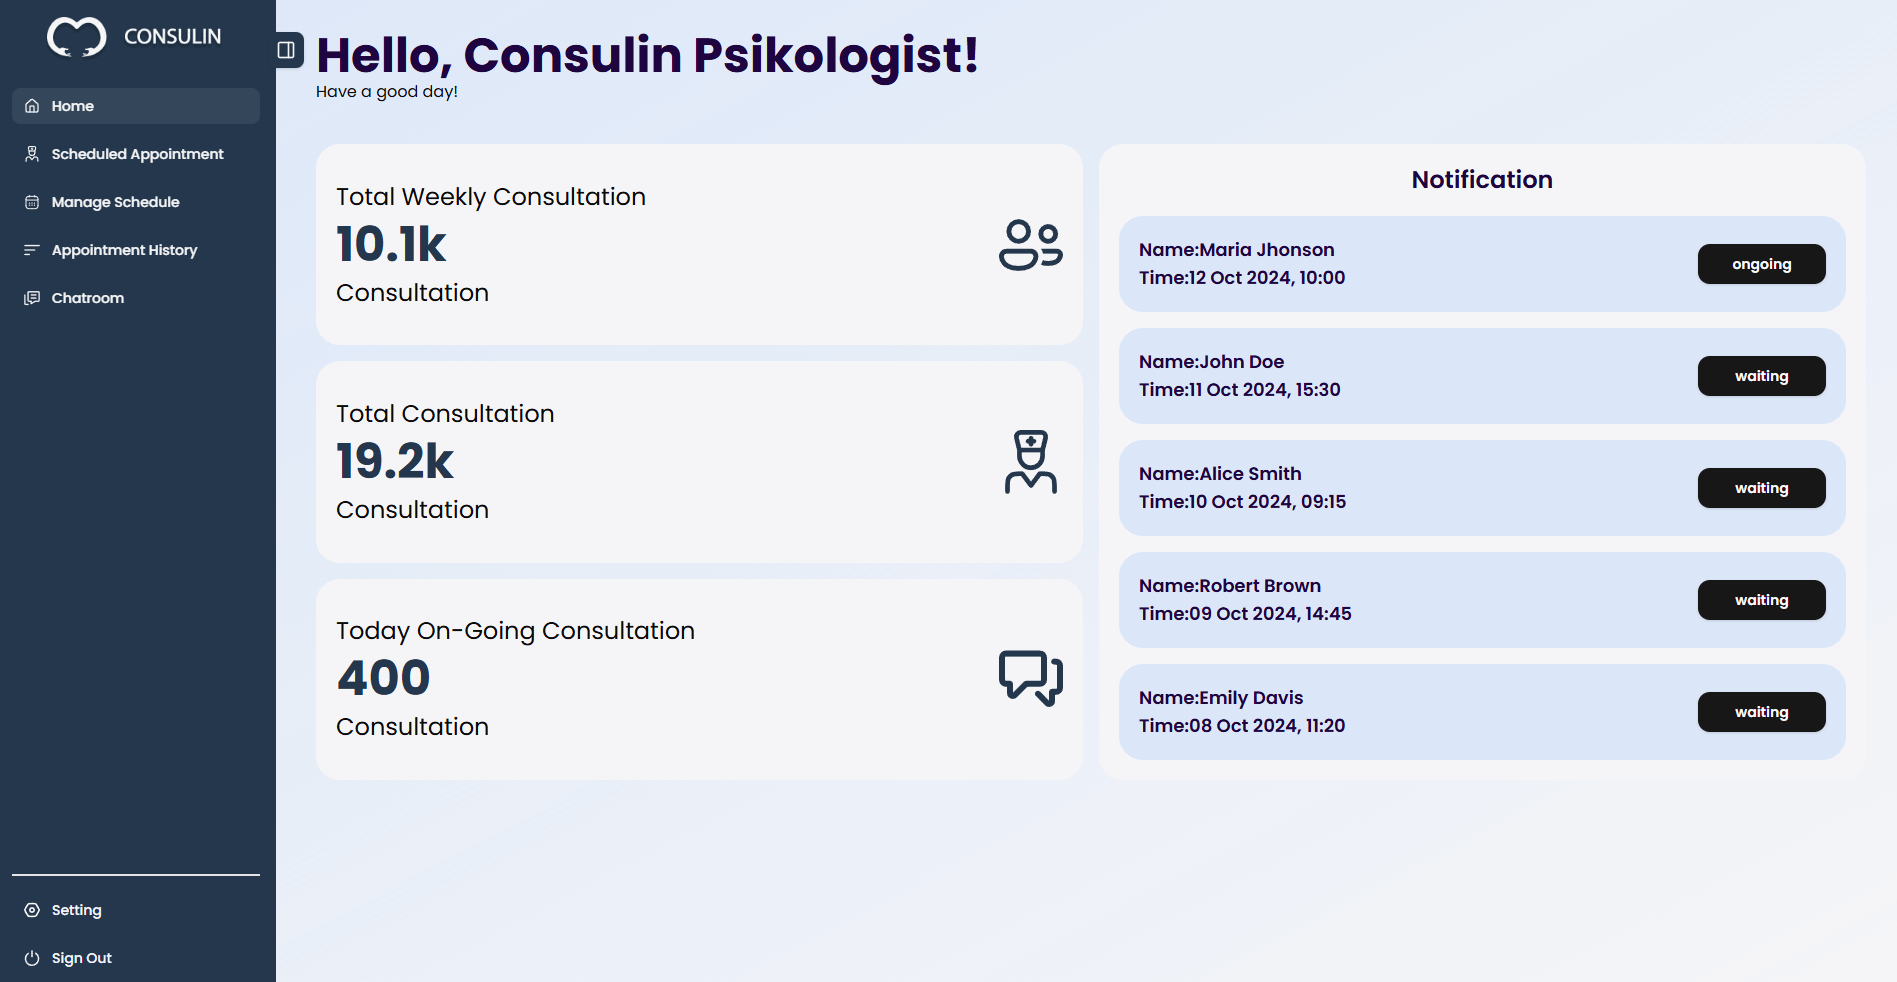 CONSULIN
Home
Scheduled Appointment
Manage Schedule
Appointment History
Chatroom
Setting
Sign Out
Hello, Consulin Psikologist!
Have a good day!
Total Weekly Consultation
10.1k
Consultation
Total Consultation
19.2k
Consultation
Today On-Going Consultation
400
Consultation
Notification
Name:Maria Jhonson
Time:12 Oct 2024, 10:00
ongoing
Name:John Doe
Time:11 Oct 2024, 15:30
waiting
Name:Alice Smith
Time:10 Oct 2024, 09:15
waiting
Name:Robert Brown
Time:09 Oct 2024, 14:45
waiting
Name:Emily Davis
Time:08 Oct 2024, 11:20
waiting